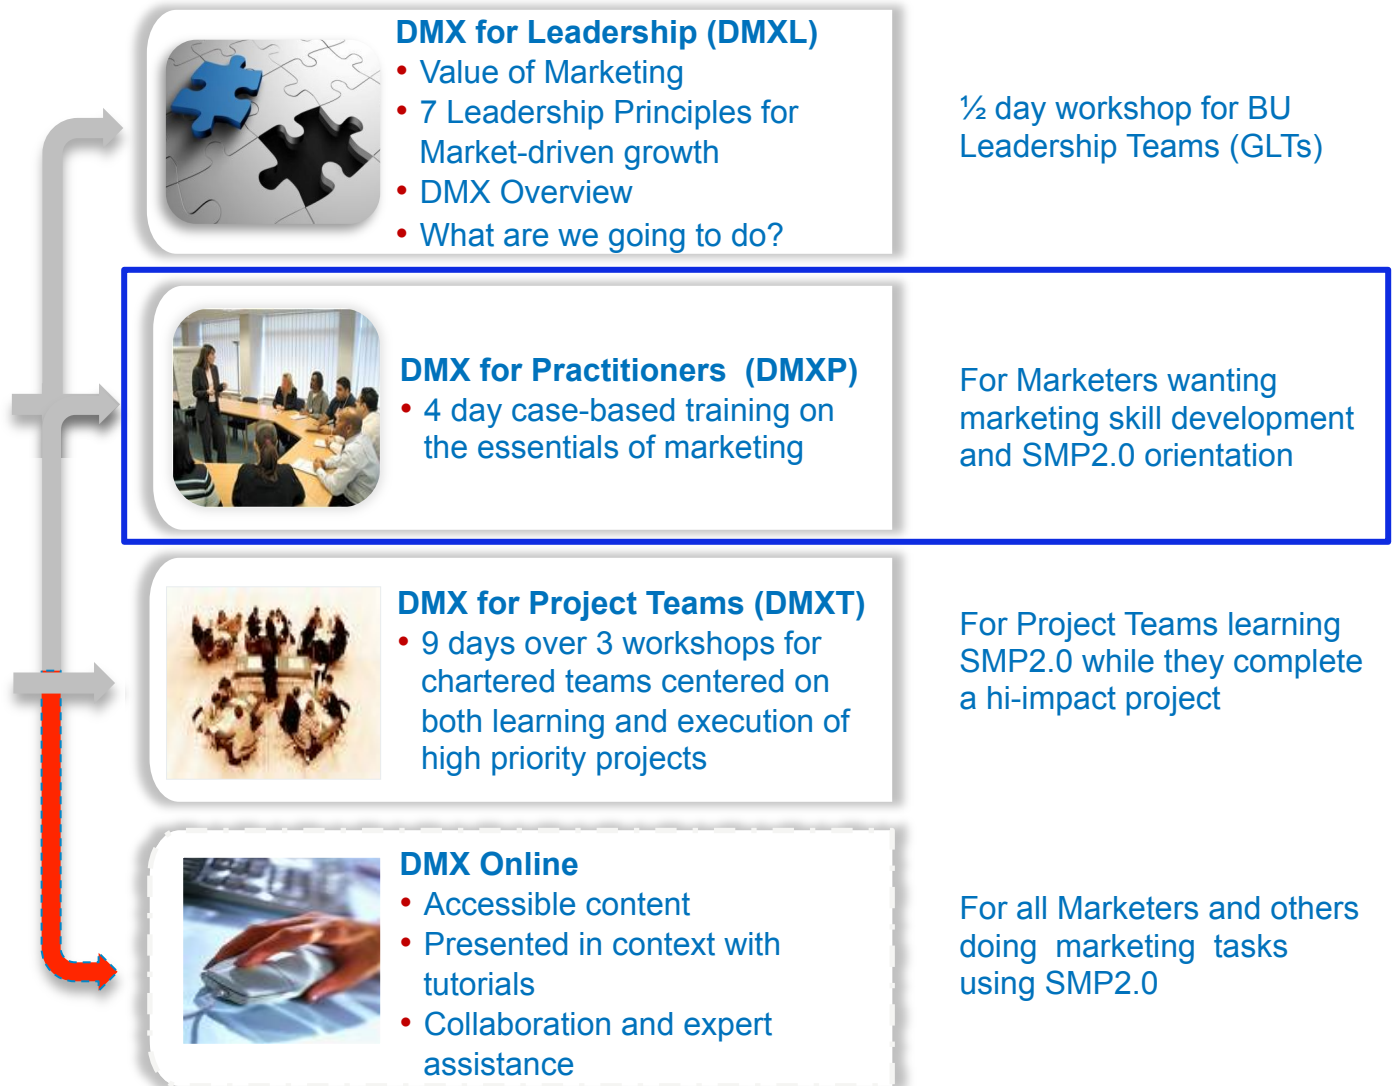 DMX for Leadership (DMXL)
• Value of Marketing
• 7 Leadership Principles for
Market-driven growth
• DMX Overview
• What are we going to do?
½ day workshop for BU
Leadership Teams (GLTs)
DMX for Practitioners (DMXP)
• 4 day case-based training on
the essentials of marketing
For Marketers wanting
marketing skill development
and SMP2.0 orientation
DMX for Project Teams (DMXT)
• 9 days over 3 workshops for
chartered teams centered on
both learning and execution of
high priority projects
For Project Teams learning
SMP2.0 while they complete
a hi-impact project
DMX Online
• Accessible content
• Presented in context with
tutorials
• Collaboration and expert
assistance
For all Marketers and others
doing marketing tasks
using SMP2.0